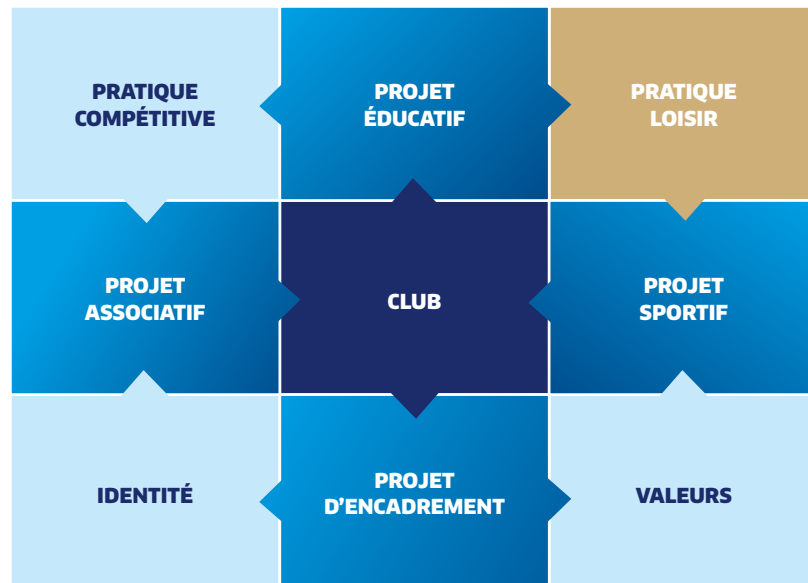 PRATIQUE
COMPÉTITIVE
PROJET
ÉDUCATIF
PRATIQUE
LOISIR
PROJET
ASSOCIATIF
CLUB
PROJET
SPORTIF
IDENTITÉ
PROJET
D’ENCADREMENT
VALEURS